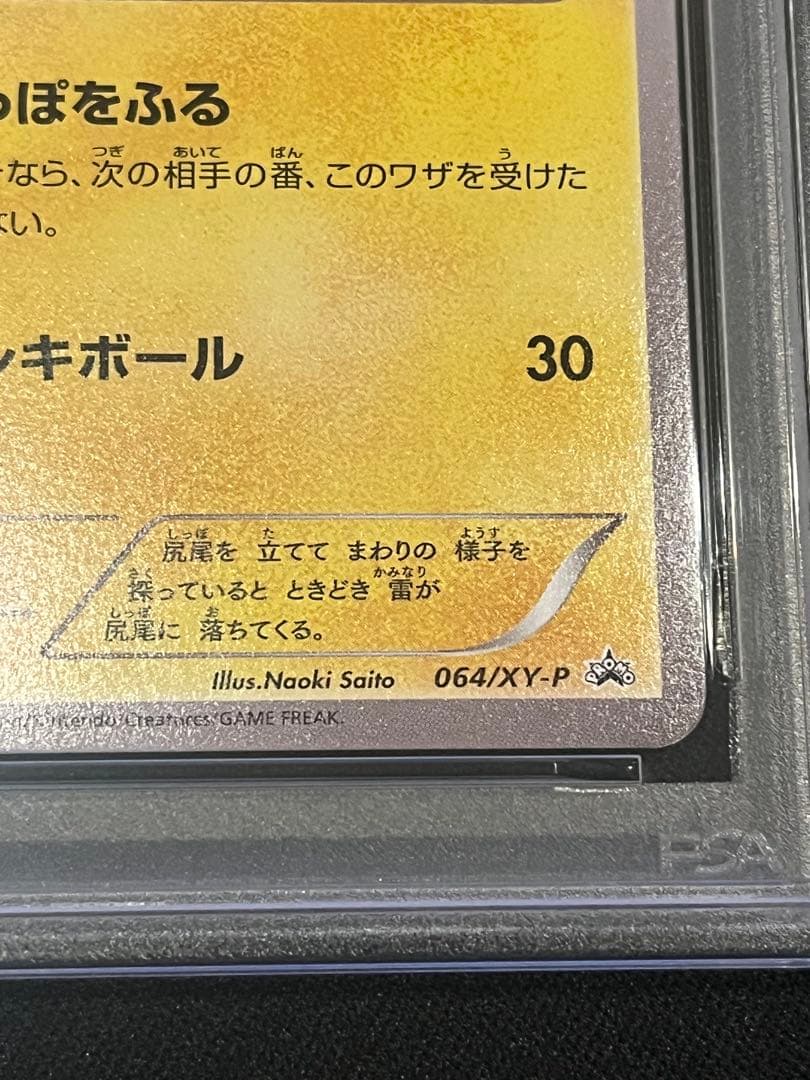 っぽをふる
なら、次の相手の番、このワザを受けた
ない。
キボール 30
尻尾を 立てて まわりの 様子を
探っていると ときどき 雷が
尻尾に 落ちてくる。
Illus.Naoki Saito 064/XY-P
Nintendo/Creatures/GAME FREAK.
PSA